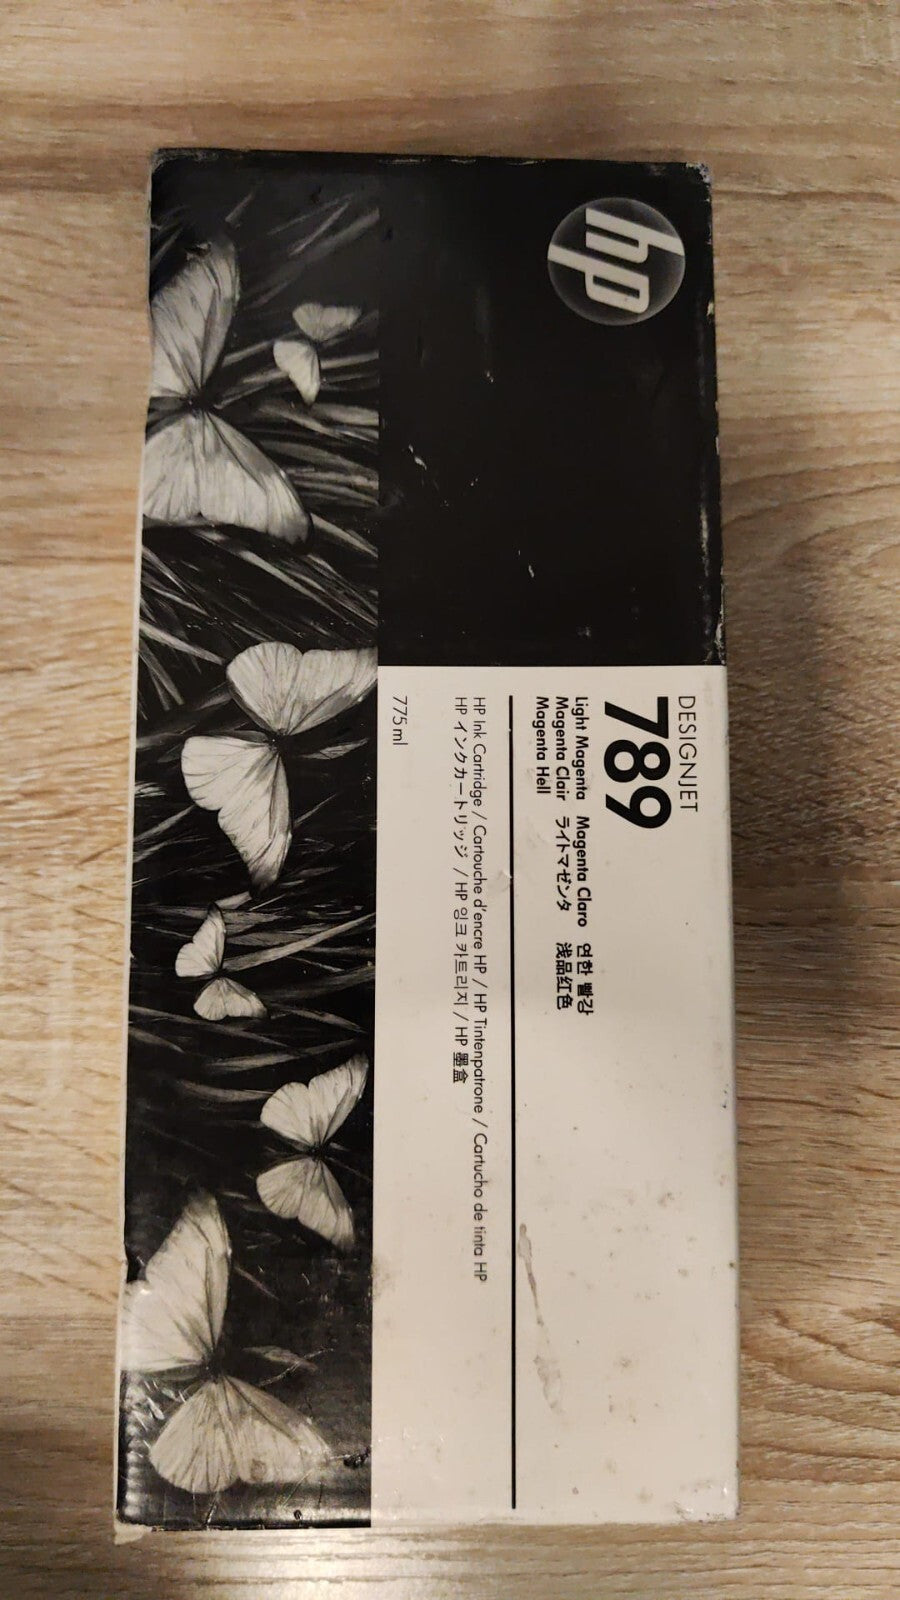 hp
DESIGNJET
789
Light Magenta Magenta Claro 연한 빨강
Magenta Clair ライトマゼンタ 浅品红色
Magenta Hell
HP Ink Cartridge / Cartouche d'encre HP / HP Tintenpatrone / Cartucho de tinta HP
HP インクカートリッジ / HP 잉크 카트리지 / HP 墨盒
775 ml